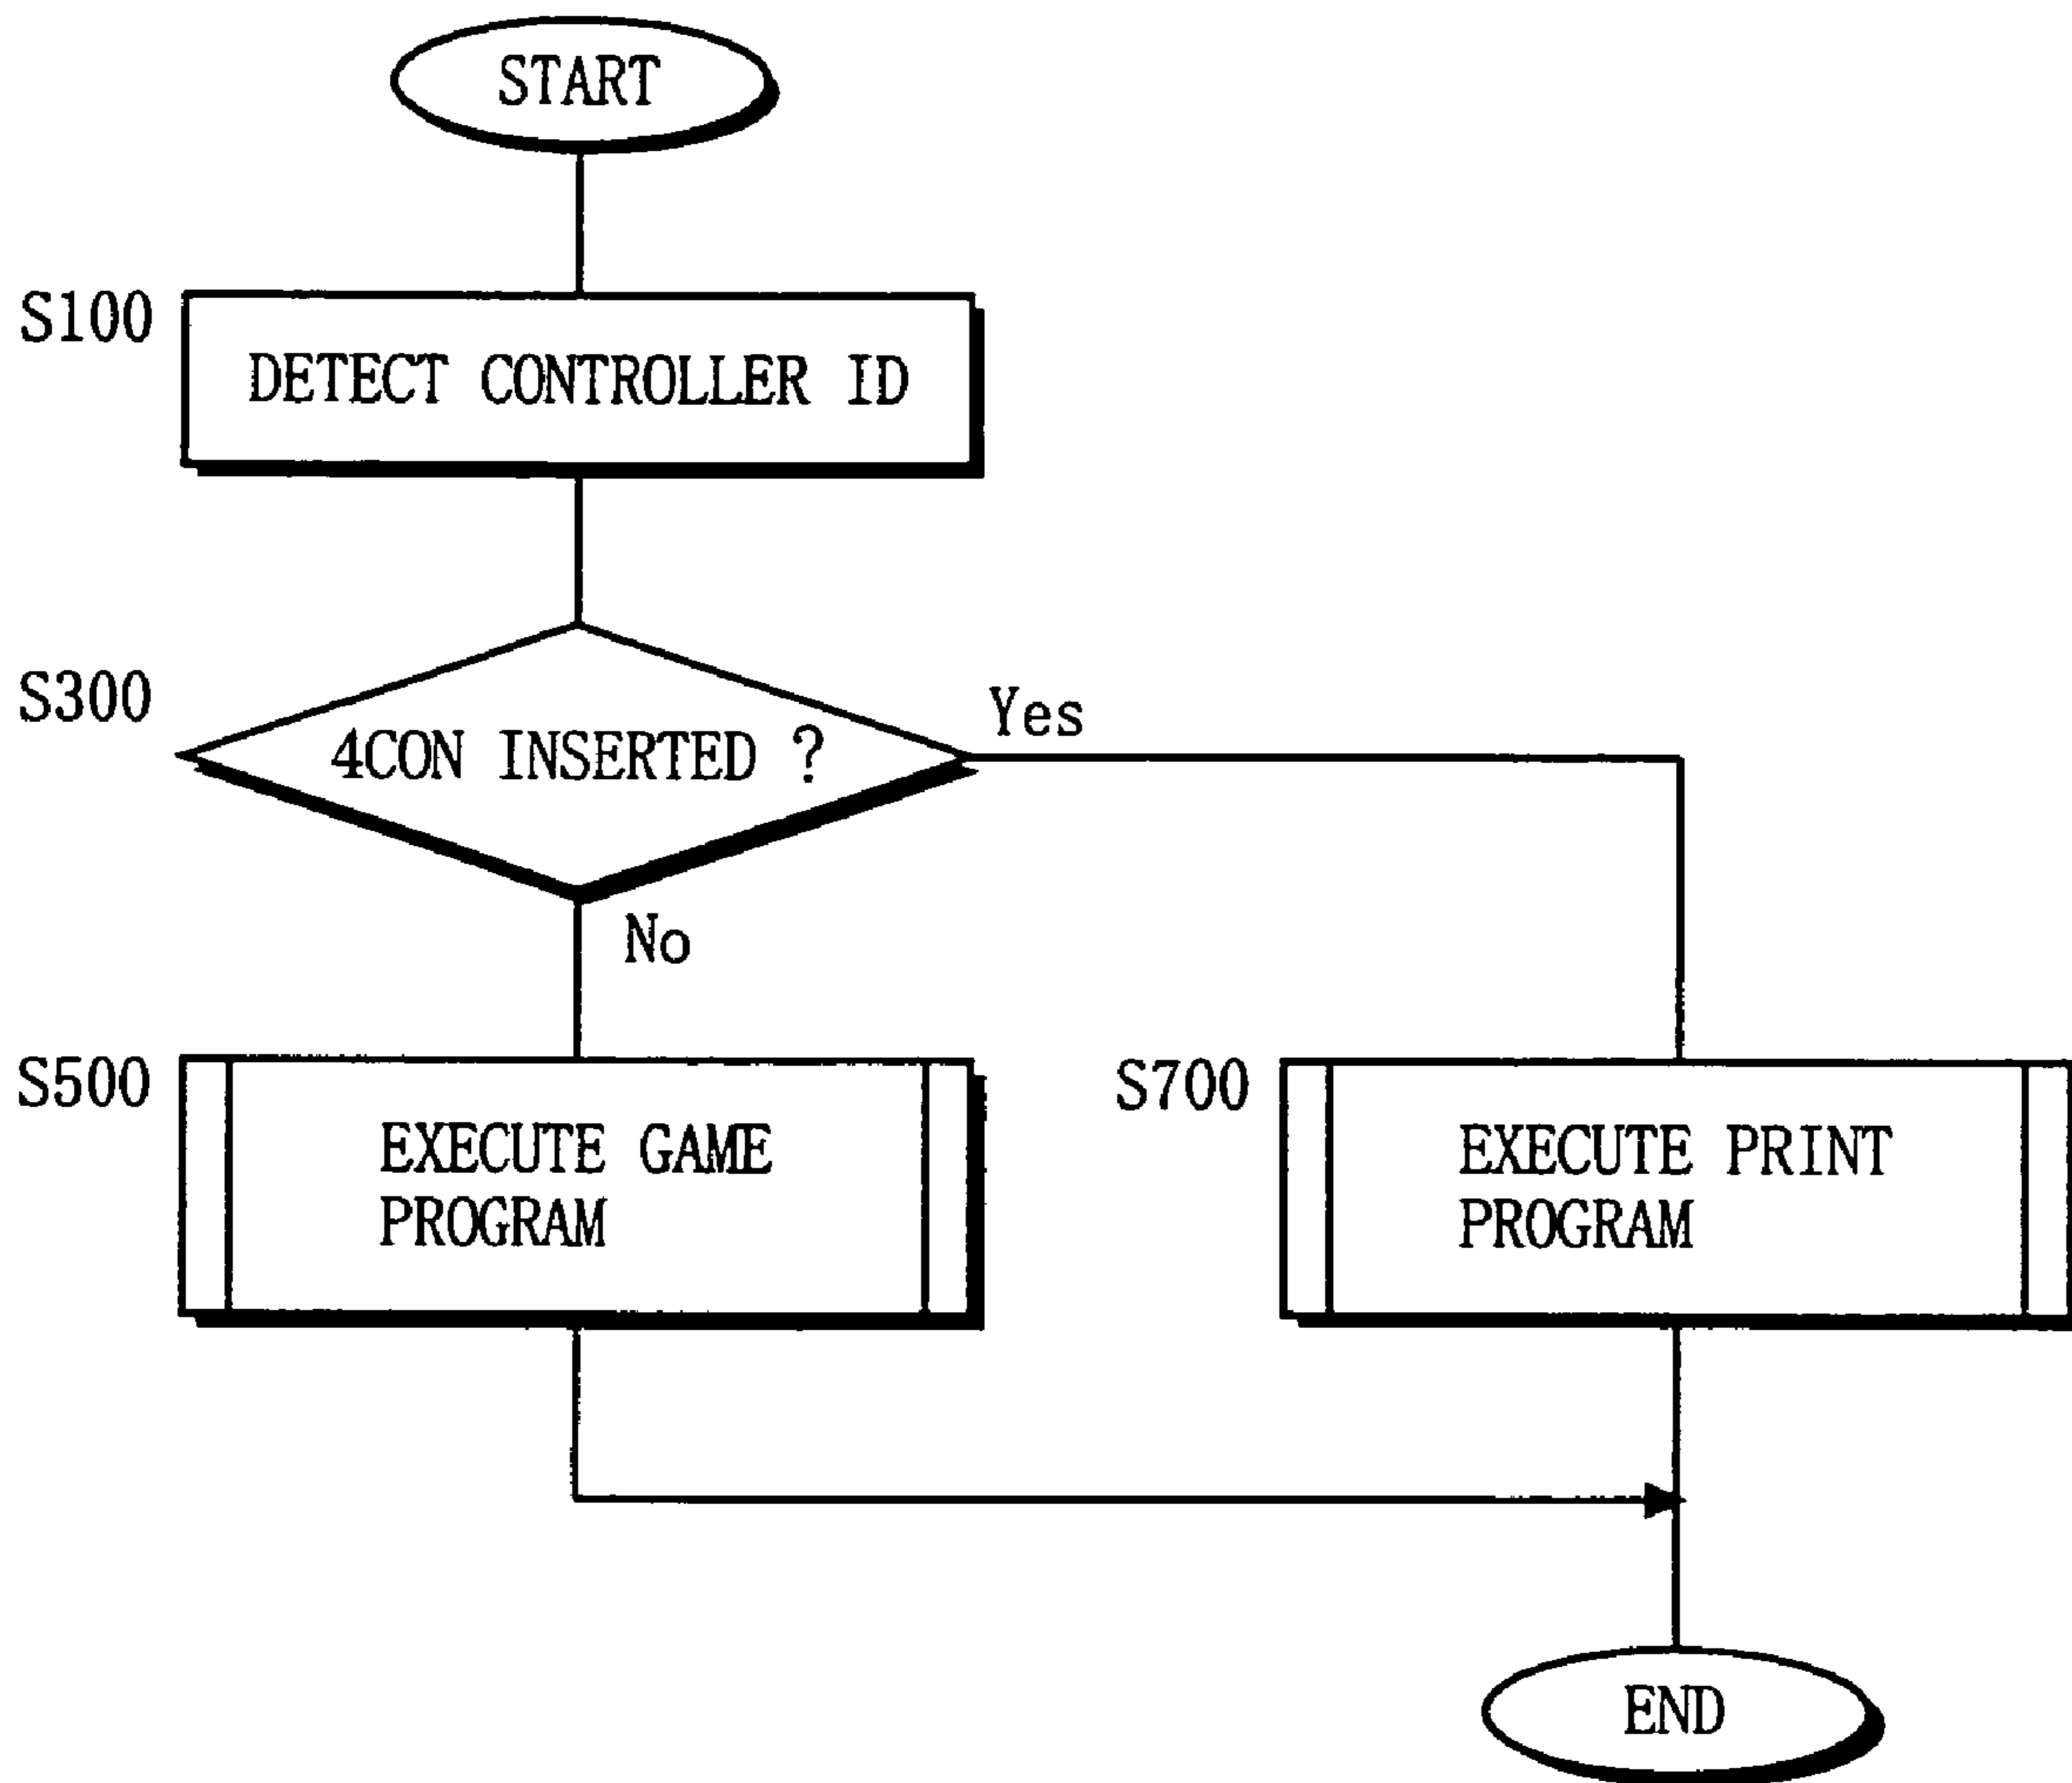 START
S100
DETECT CONTROLLER ID
S300
4CON INSERTED ?
Yes
No
S500
EXECUTE GAME
PROGRAM
S700
EXECUTE PRINT
PROGRAM
END